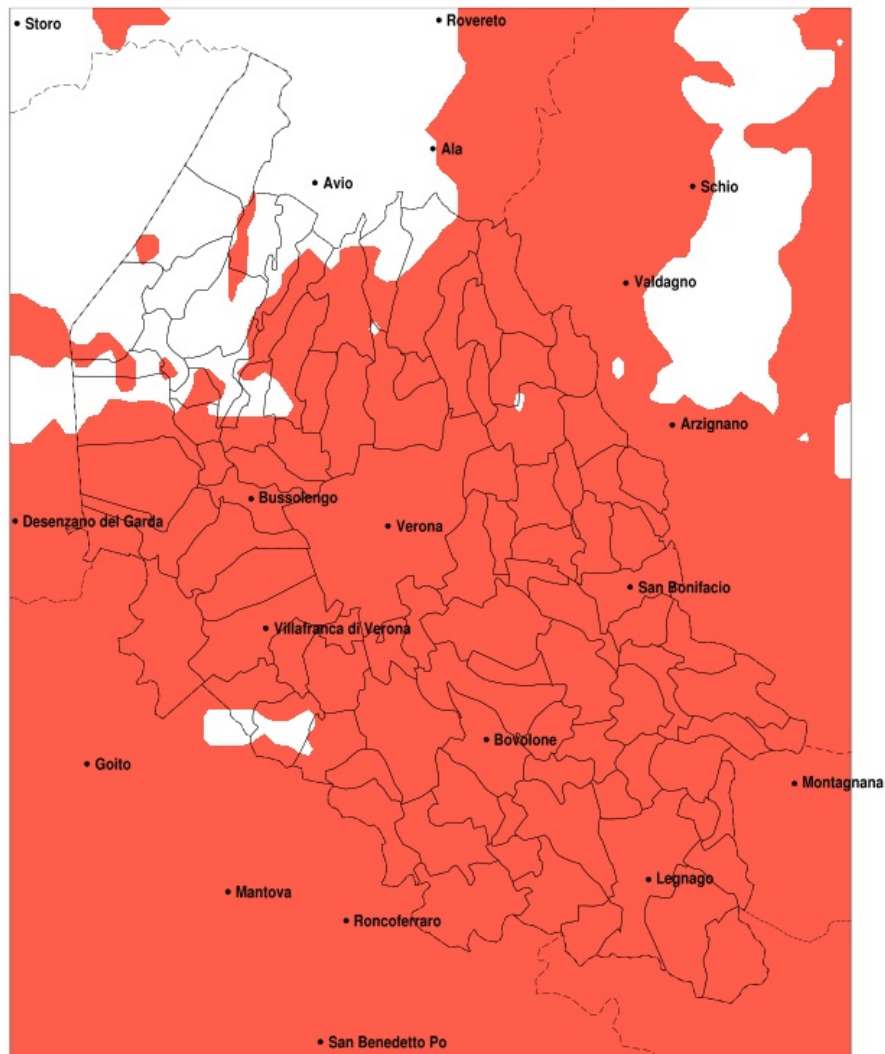 Storo
Rovereto
Ala
Avio
Schio
Valdagno
Arzignano
Bussolengo
Desenzano del Garda
Verona
San Bonifacio
Villafranca di Verona
Bovolone
Goito
Montagnana
Legnago
Mantova
Roncoferraro
San Benedetto Po